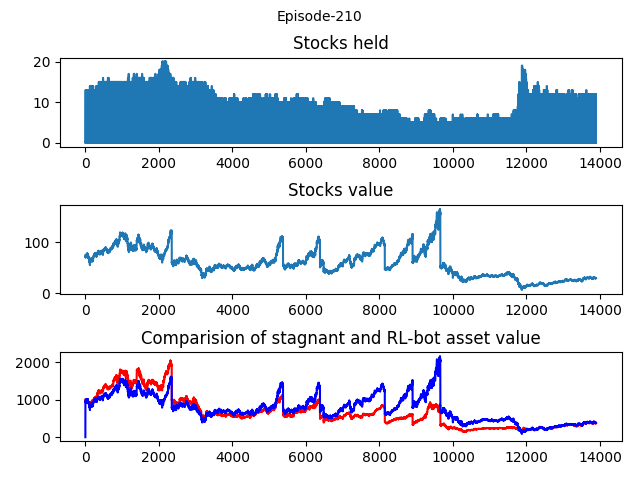 Episode-210
Stocks held
20
10
0
0 2000 4000 6000 8000 10000 12000 14000
Stocks value
100
0
0 2000 4000 6000 8000 10000 12000 14000
Comparision of stagnant and RL-bot asset value
2000
1000
0
0 2000 4000 6000 8000 10000 12000 14000